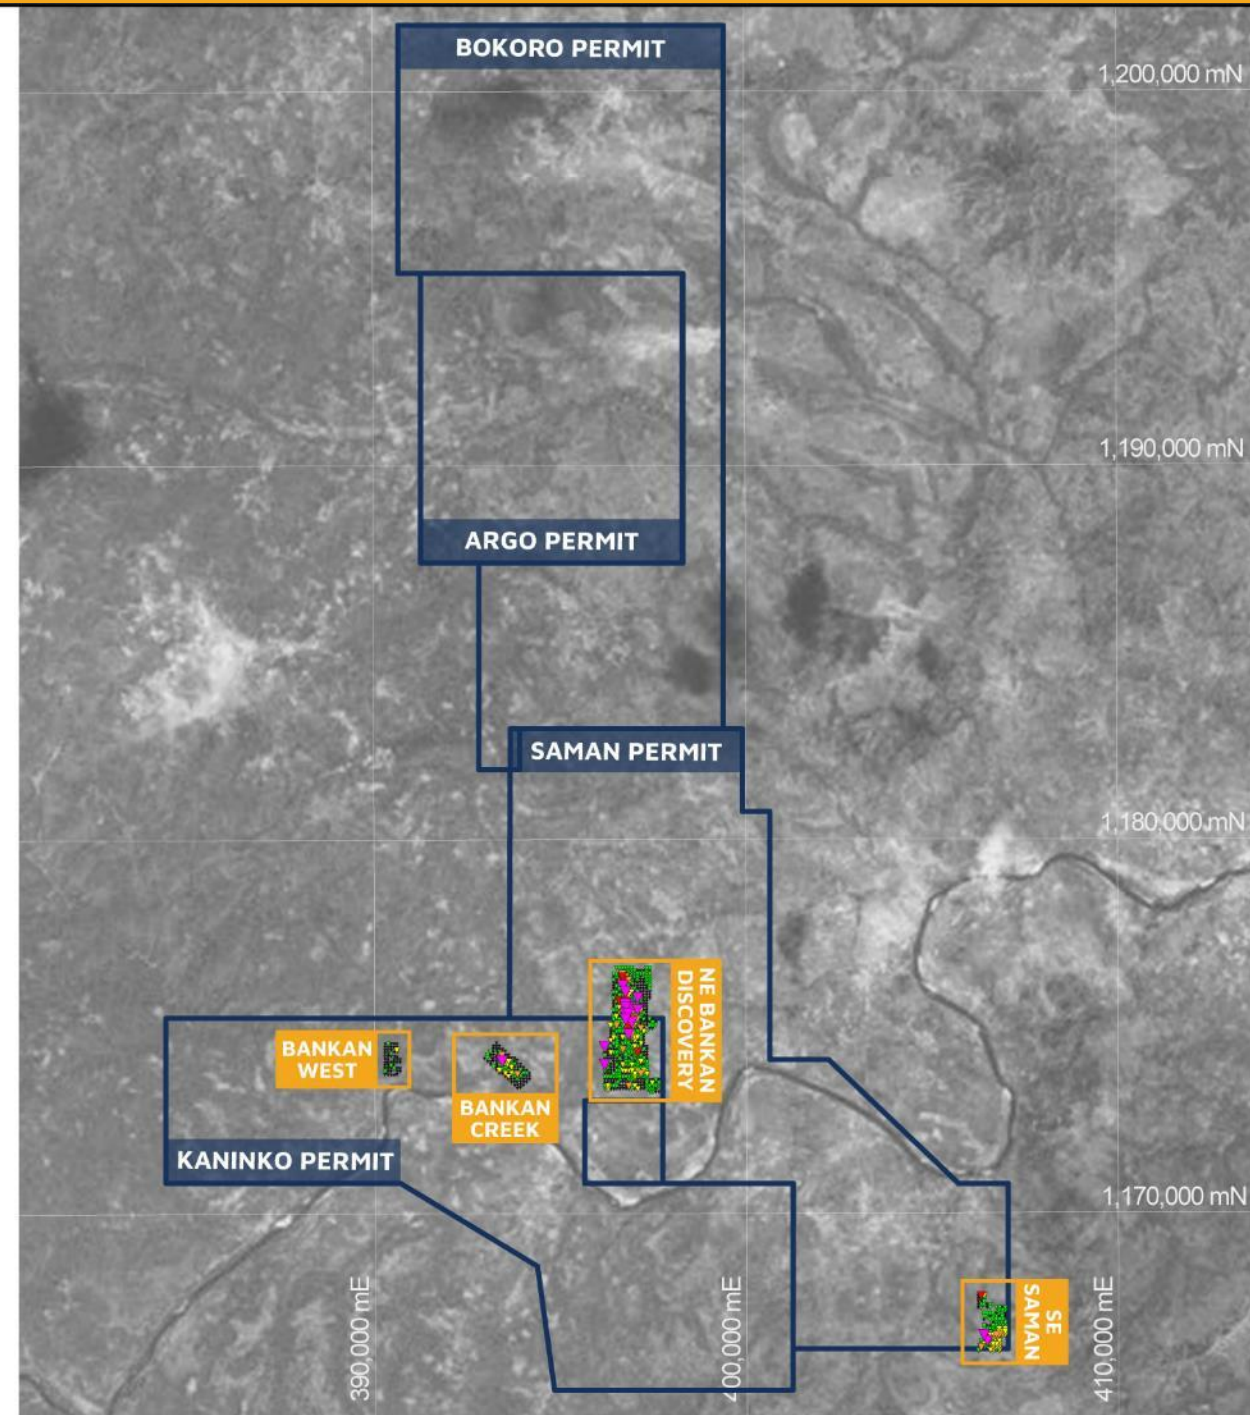 BOKORO PERMIT
1,200,000 mN
1,190,000 mN
ARGO PERMIT
SAMAN PERMIT
1,180,000 mN
NE BANKAN
DISCOVERY
BANKAN
WEST
BANKAN
CREEK
KANINKO PERMIT
1,170,000 mN
390,000 mE
400,000 mE
SE
SAMAN
410,000 mE